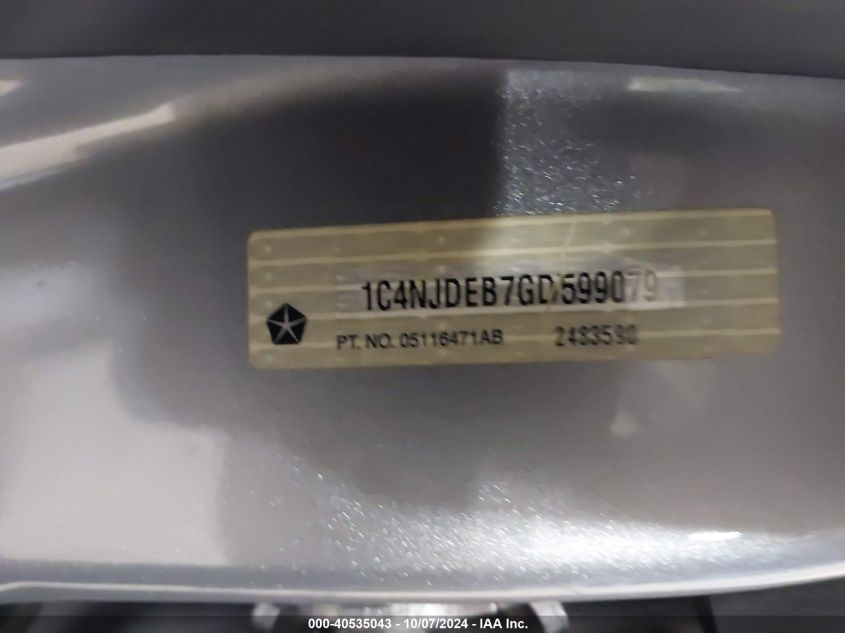 1C4NJDEB7GD599079
PT. NO. 05116471AB 2483590
000-40535043 - 10/07/2024 - IAA Inc.